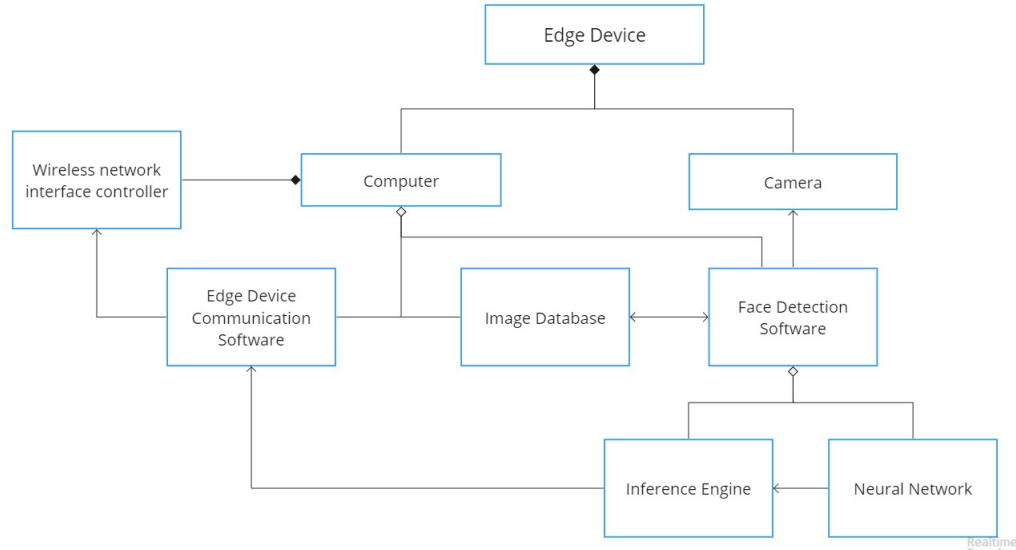 Edge Device
Wireless network
interface controller
Computer
Camera
Edge Device
Communication
Software
Image Database
Face Detection
Software
Inference Engine
Neural Network
Realtime